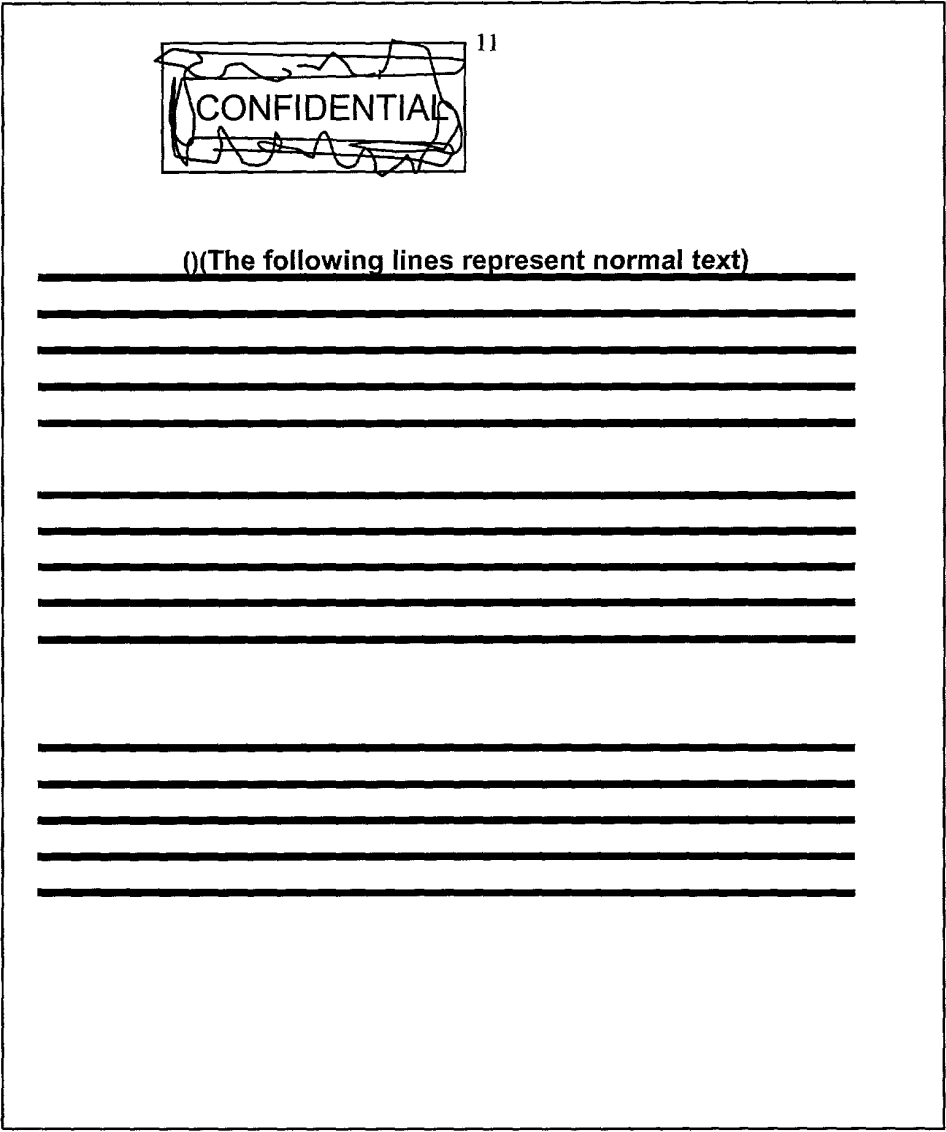 11
CONFIDENTIAL
()(The following lines represent normal text)